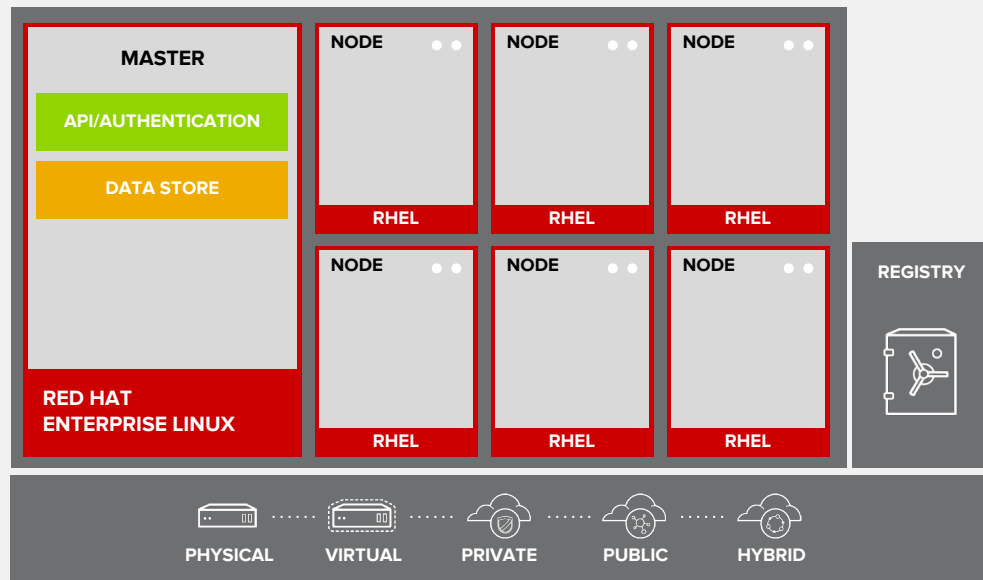 MASTER
API/AUTHENTICATION
DATA STORE
RED HAT
ENTERPRISE LINUX
NODE
RHEL
NODE
RHEL
NODE
RHEL
NODE
RHEL
NODE
RHEL
NODE
RHEL
REGISTRY
PHYSICAL
VIRTUAL
PRIVATE
PUBLIC
HYBRID